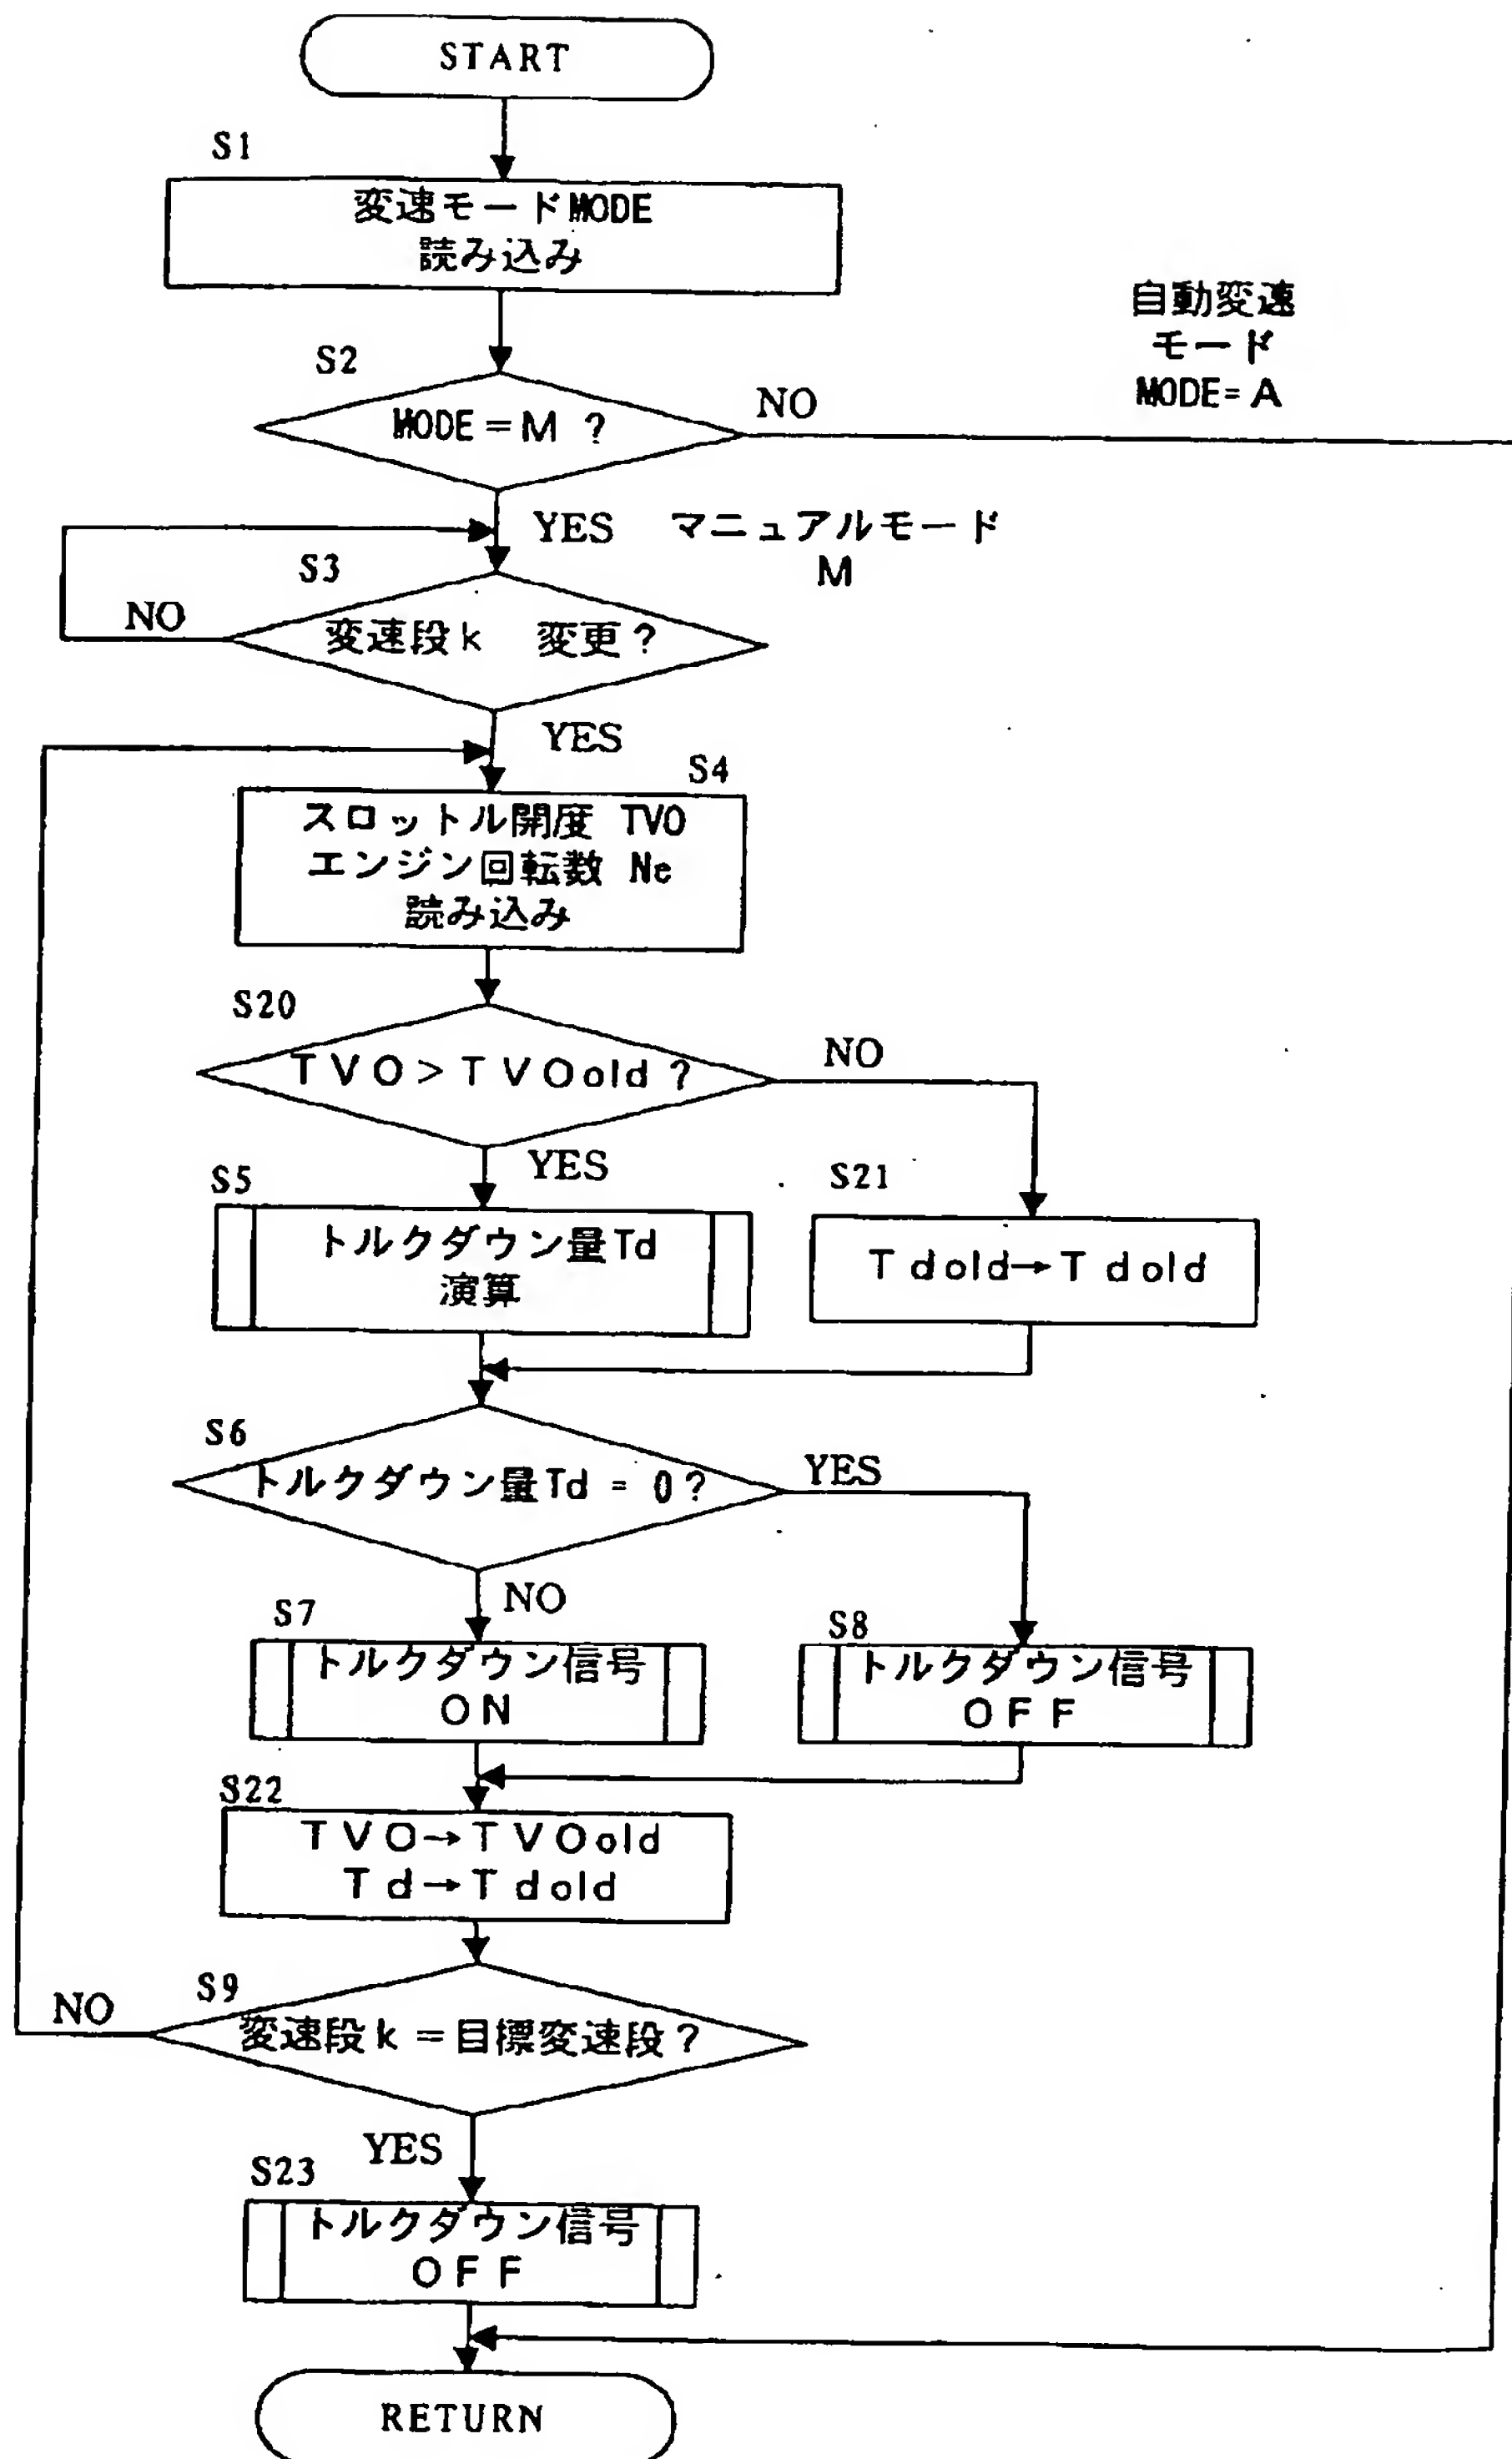 START
S1
変速モードMODE
読み込み
自動変速
モード
MODE=A
S2
MODE=M ?
NO
YES マニュアルモード
M
S3
NO
変速段k 変更?
YES
S4
スロットル開度 TVO
エンジン回転数 Ne
読み込み
S20
TVO>TVOold?
NO
YES
S5
トルクダウン量Td
演算
S21
Tdold→Tdold
S6
トルクダウン量Td = 0?
YES
NO
S7
トルクダウン信号
ON
S8
トルクダウン信号
OFF
S22
TVO→TVOold
Td→Tdold
S9
NO
変速段k=目標変速段?
YES
S23
トルクダウン信号
OFF
RETURN